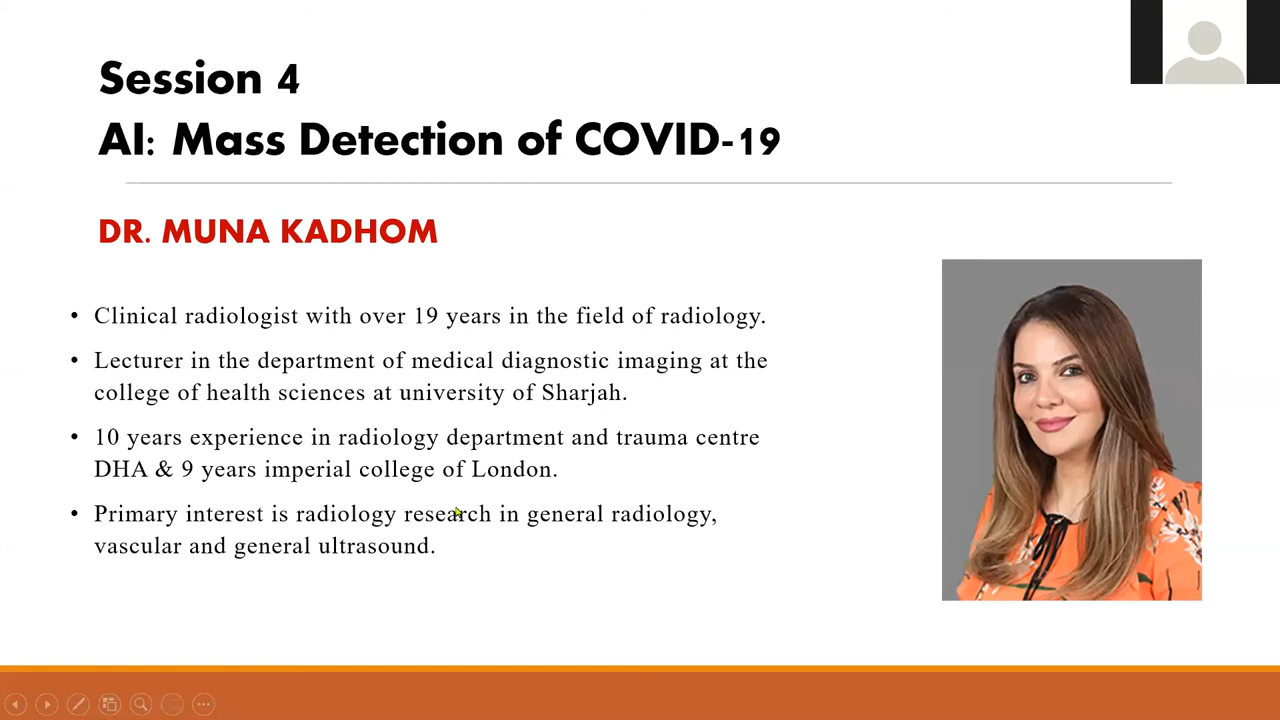 Session 4
AI: Mass Detection of COVID-19
DR. MUNA KADHOM
• Clinical radiologist with over 19 years in the field of radiology.
• Lecturer in the department of medical diagnostic imaging at the
college of health sciences at university of Sharjah.
• 10 years experience in radiology department and trauma centre
DHA & 9 years imperial college of London.
• Primary interest is radiology research in general radiology,
vascular and general ultrasound.